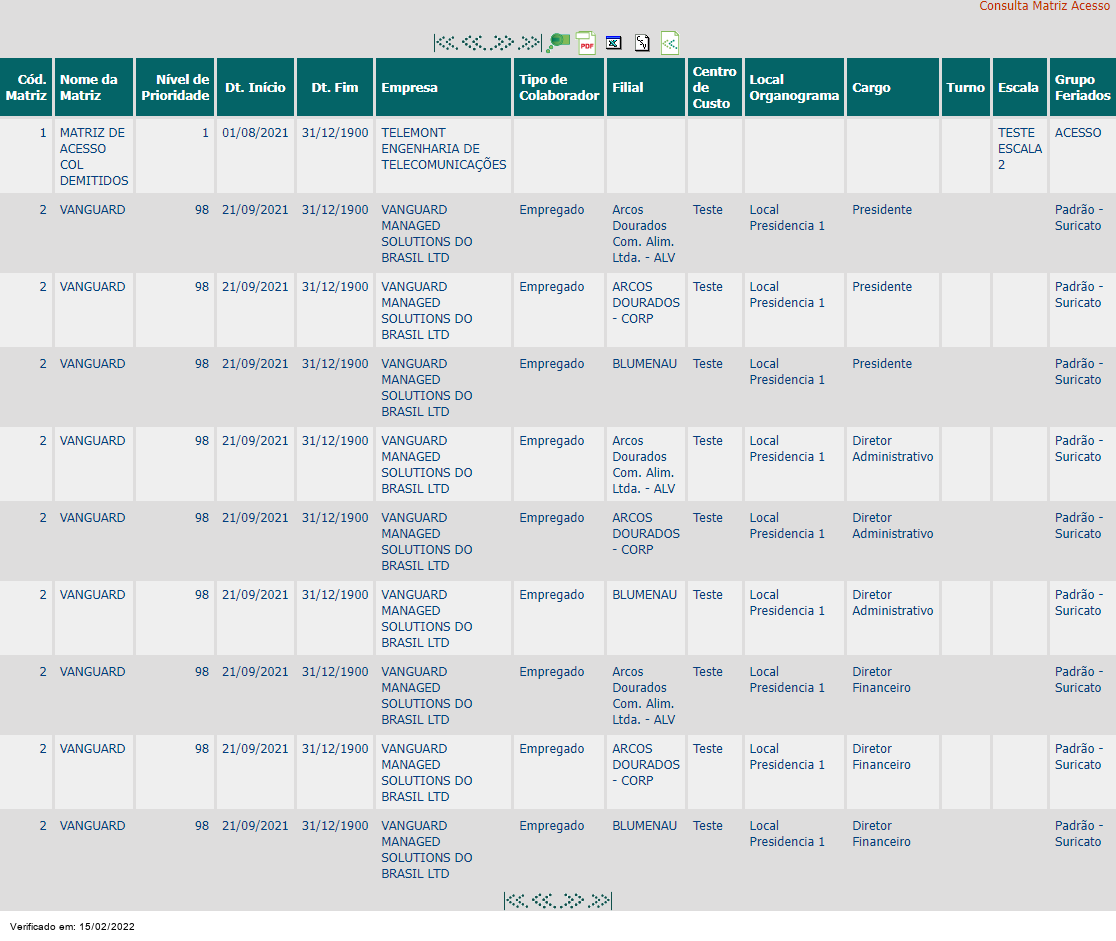 Consulta Matriz Acesso
PDF
Cód. Matriz Nome da Matriz Nível de Prioridade Dt. Início Dt. Fim Empresa Tipo de Colaborador Filial Centro de Custo Local Organograma Cargo Turno Escala Grupo Feriados
1 MATRIZ DE ACESSO COL DEMITIDOS 1 01/08/2021 31/12/1900 TELEMONT ENGENHARIA DE TELECOMUNICAÇÕES TESTE ESCALA 2 ACESSO
2 VANGUARD 98 21/09/2021 31/12/1900 VANGUARD MANAGED SOLUTIONS DO BRASIL LTD Empregado Arcos Dourados Com. Alim. Ltda. - ALV Teste Local Presidencia 1 Presidente Padrão - Suricato
2 VANGUARD 98 21/09/2021 31/12/1900 VANGUARD MANAGED SOLUTIONS DO BRASIL LTD Empregado ARCOS DOURADOS - CORP Teste Local Presidencia 1 Presidente Padrão - Suricato
2 VANGUARD 98 21/09/2021 31/12/1900 VANGUARD MANAGED SOLUTIONS DO BRASIL LTD Empregado BLUMENAU Teste Local Presidencia 1 Presidente Padrão - Suricato
2 VANGUARD 98 21/09/2021 31/12/1900 VANGUARD MANAGED SOLUTIONS DO BRASIL LTD Empregado Arcos Dourados Com. Alim. Ltda. - ALV Teste Local Presidencia 1 Diretor Administrativo Padrão - Suricato
2 VANGUARD 98 21/09/2021 31/12/1900 VANGUARD MANAGED SOLUTIONS DO BRASIL LTD Empregado ARCOS DOURADOS - CORP Teste Local Presidencia 1 Diretor Administrativo Padrão - Suricato
2 VANGUARD 98 21/09/2021 31/12/1900 VANGUARD MANAGED SOLUTIONS DO BRASIL LTD Empregado BLUMENAU Teste Local Presidencia 1 Diretor Administrativo Padrão - Suricato
2 VANGUARD 98 21/09/2021 31/12/1900 VANGUARD MANAGED SOLUTIONS DO BRASIL LTD Empregado Arcos Dourados Com. Alim. Ltda. - ALV Teste Local Presidencia 1 Diretor Financeiro Padrão - Suricato
2 VANGUARD 98 21/09/2021 31/12/1900 VANGUARD MANAGED SOLUTIONS DO BRASIL LTD Empregado ARCOS DOURADOS - CORP Teste Local Presidencia 1 Diretor Financeiro Padrão - Suricato
2 VANGUARD 98 21/09/2021 31/12/1900 VANGUARD MANAGED SOLUTIONS DO BRASIL LTD Empregado BLUMENAU Teste Local Presidencia 1 Diretor Financeiro Padrão - Suricato
Verificado em: 15/02/2022